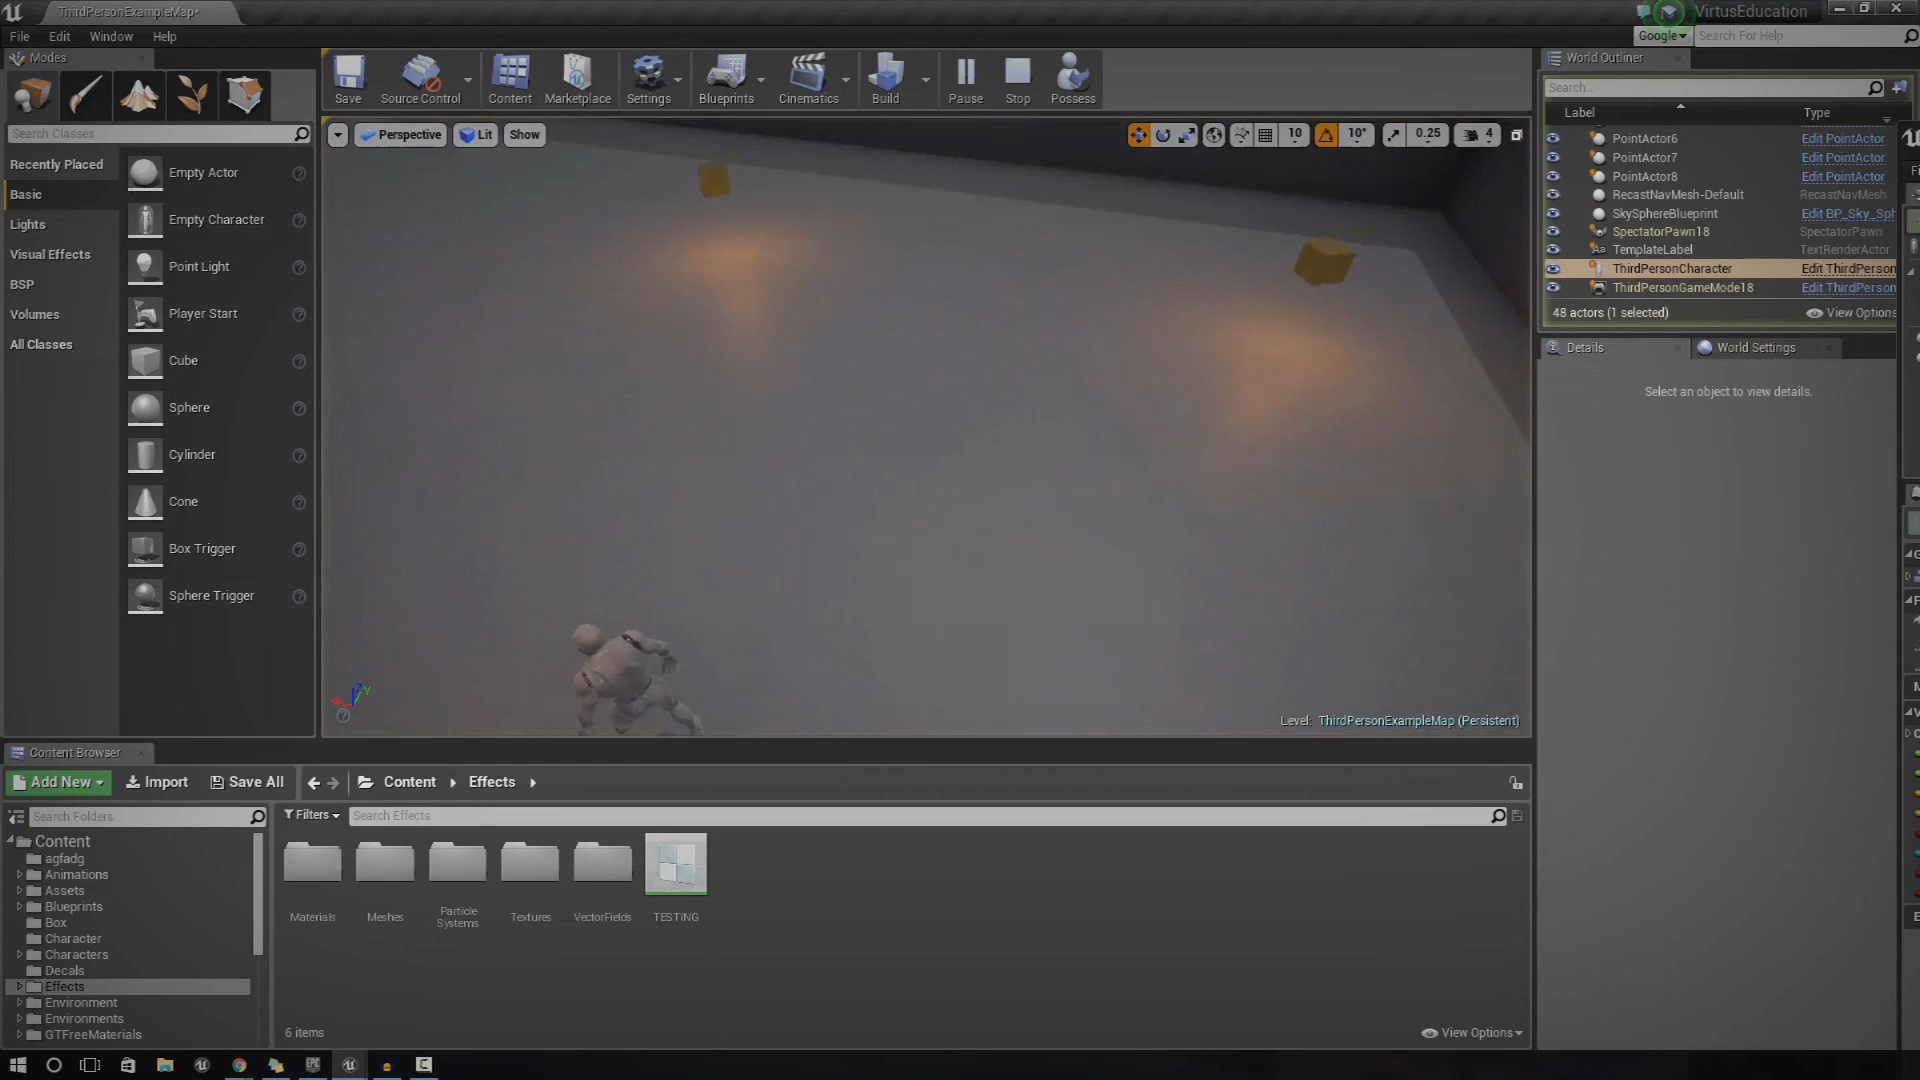 ThirdPersonExampleMap*
VirtusEducation
File Edit Window Help
Google Search For Help
Modes
Search Classes
Recently Placed
Basic
Lights
Visual Effects
BSP
Volumes
All Classes
Empty Actor
Empty Character
Point Light
Player Start
Cube
Sphere
Cylinder
Cone
Box Trigger
Sphere Trigger
Save Source Control Content Marketplace Settings Blueprints Cinematics Build Pause Stop Possess
Perspective Lit Show
10 10° 0.25 4
Level: ThirdPersonExampleMap (Persistent)
World Outliner
Search...
Label Type
PointActor6 Edit PointActor
PointActor7 Edit PointActor
PointActor8 Edit PointActor
RecastNavMesh-Default RecastNavMesh
SkySphereBlueprint Edit BP_Sky_Sph
SpectatorPawn18 SpectatorPawn
TemplateLabel TextRenderActor
ThirdPersonCharacter Edit ThirdPerson
ThirdPersonGameMode18 Edit ThirdPerson
48 actors (1 selected) View Options
Details World Settings
Select an object to view details.
Content Browser
Add New Import Save All Content Effects
Search Folders
Filters Search Effects
Content
agfadg
Animations
Assets
Blueprints
Box
Character
Characters
Decals
Effects
Environment
Environments
GTFreeMaterials
Materials
Meshes
Particle
Systems
Textures
VectorFields
TESTING
6 items View Options